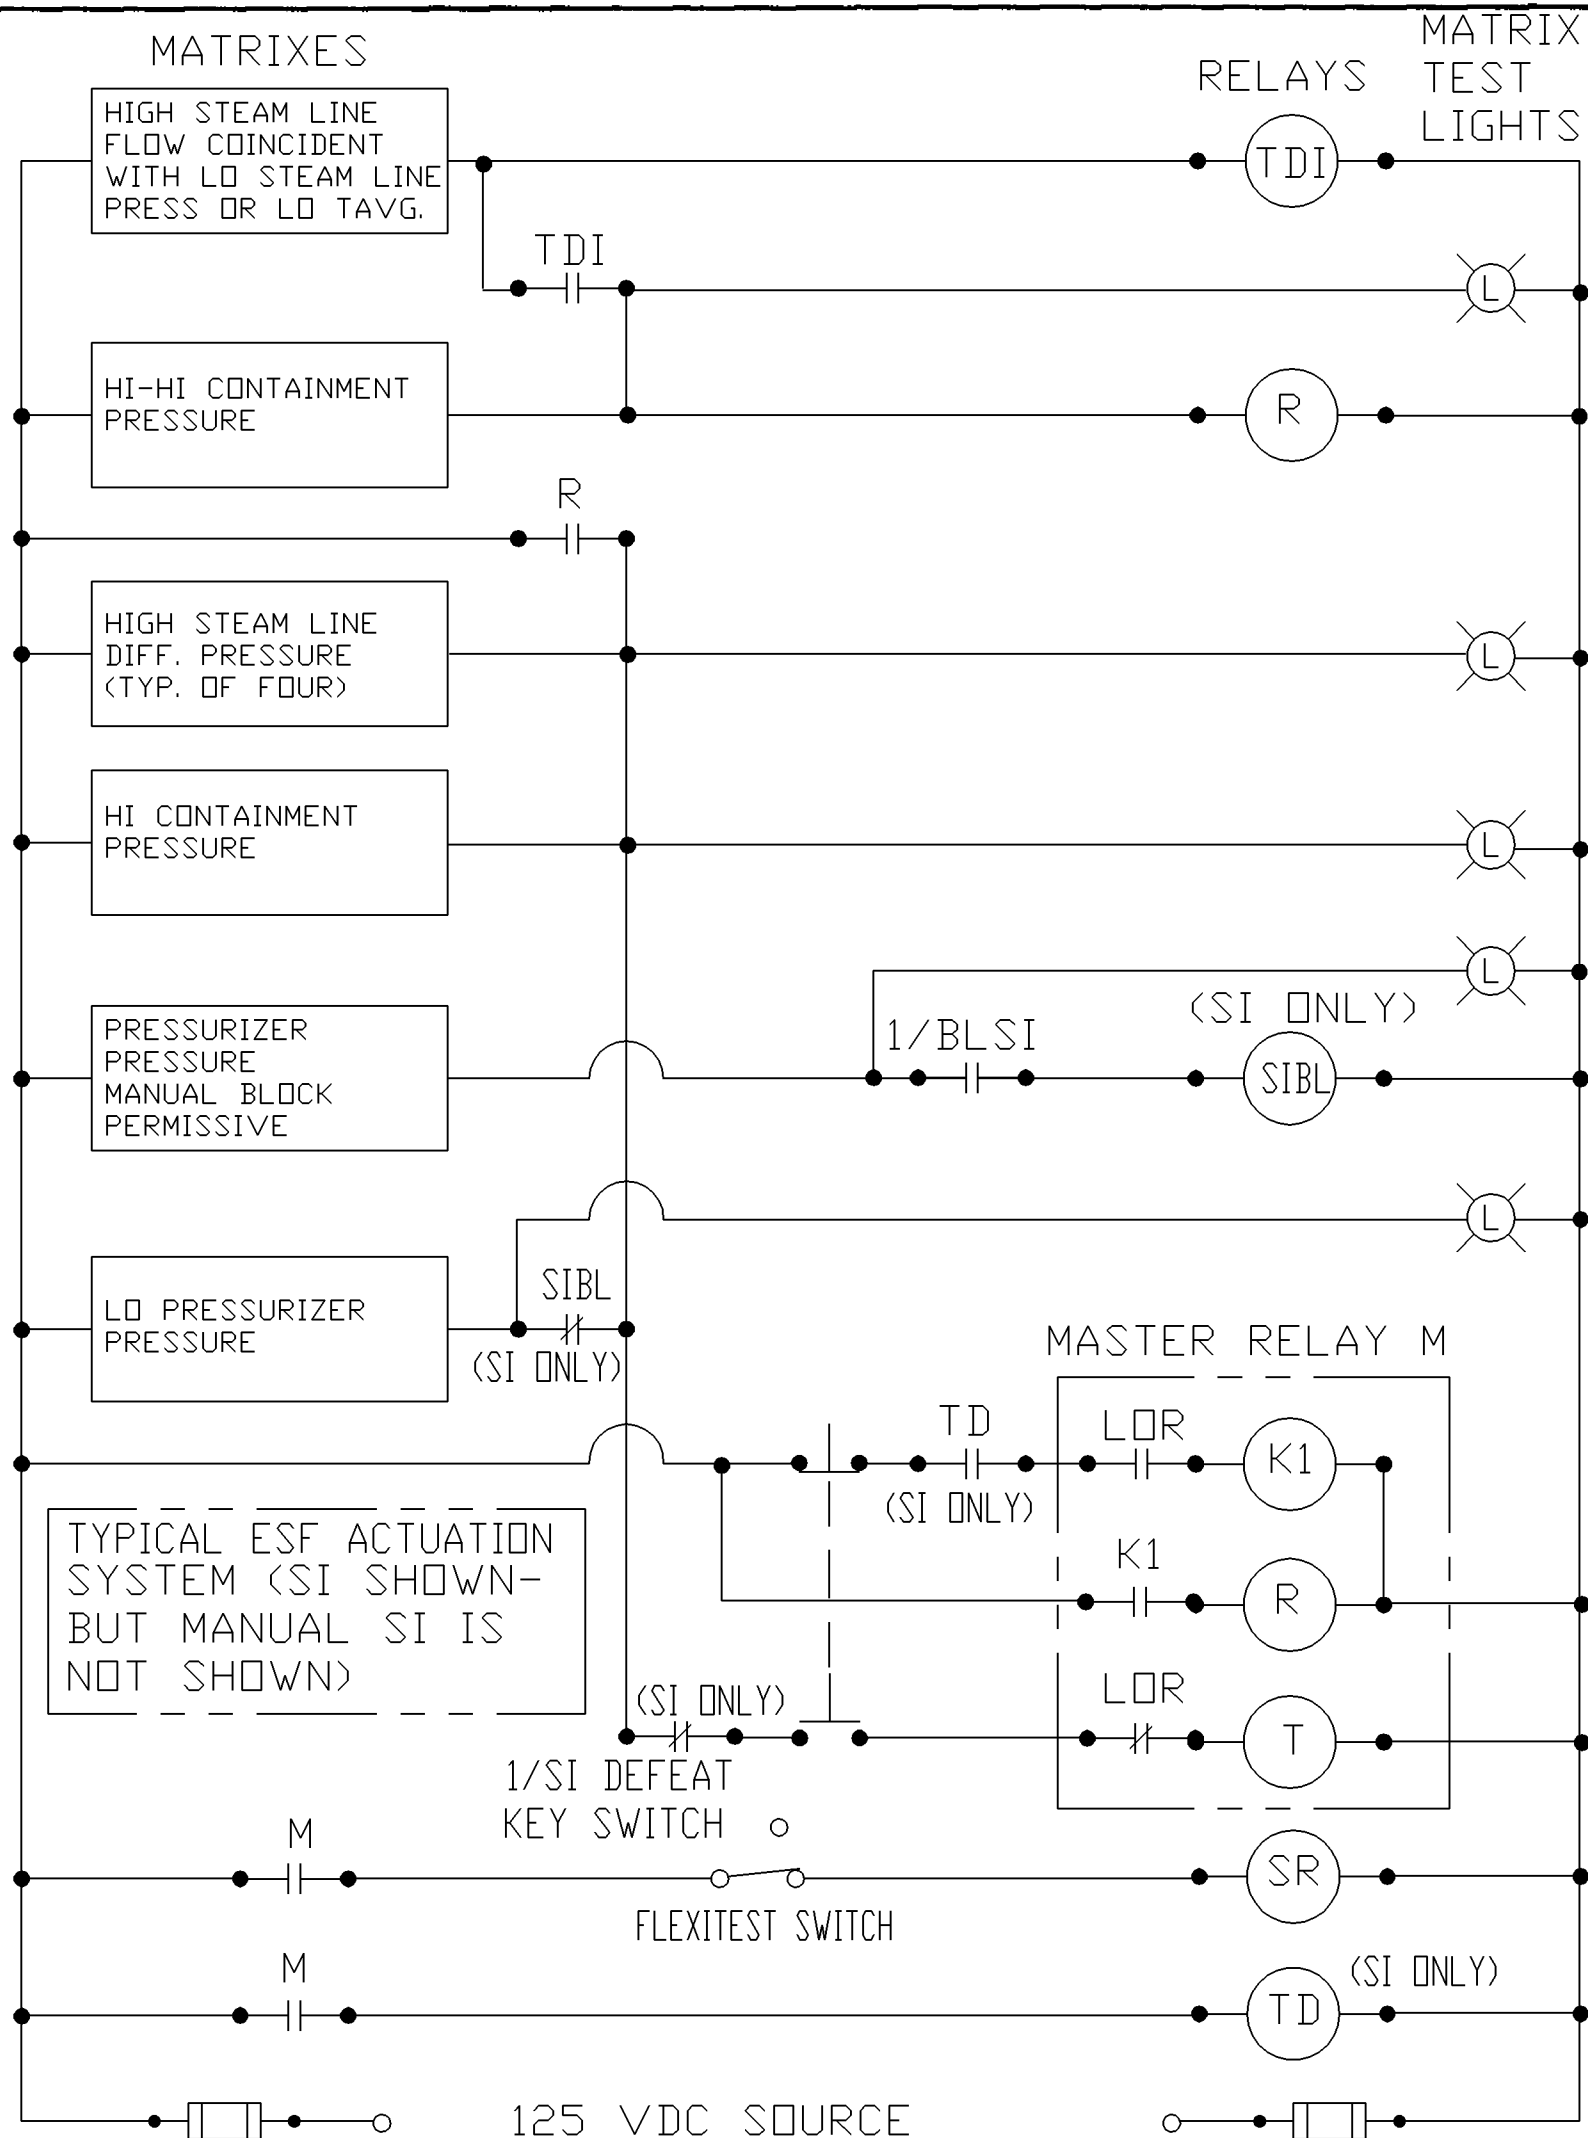 MATRIXES
RELAYS
MATRIX
TEST
LIGHTS
HIGH STEAM LINE
FLOW COINCIDENT
WITH LO STEAM LINE
PRESS OR LO TAVG.
TDI
TDI
L
HI-HI CONTAINMENT
PRESSURE
R
R
HIGH STEAM LINE
DIFF. PRESSURE
(TYP. OF FOUR)
L
HI CONTAINMENT
PRESSURE
L
L
PRESSURIZER
PRESSURE
MANUAL BLOCK
PERMISSIVE
1/BLSI
(SI ONLY)
SIBL
L
LO PRESSURIZER
PRESSURE
SIBL
(SI ONLY)
MASTER RELAY M
TD
(SI ONLY)
LOR
K1
TYPICAL ESF ACTUATION
SYSTEM (SI SHOWN-
BUT MANUAL SI IS
NOT SHOWN)
K1
R
(SI ONLY)
1/SI DEFEAT
KEY SWITCH
LOR
T
M
FLEXITEST SWITCH
SR
M
TD
(SI ONLY)
125 VDC SOURCE